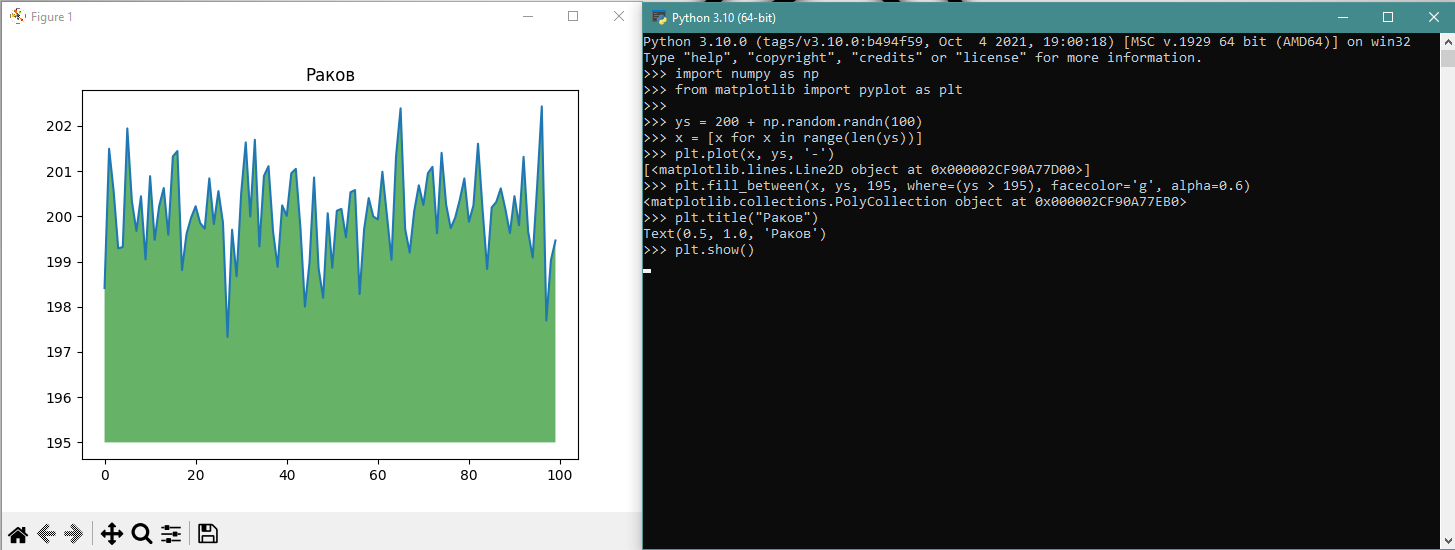 Figure 1
Раков
202
201
200
199
198
197
196
195
0 20 40 60 80 100
Python 3.10 (64-bit)
Python 3.10.0 (tags/v3.10.0:b494f59, Oct  4 2021, 19:00:18) [MSC v.1929 64 bit (AMD64)] on win32
Type "help", "copyright", "credits" or "license" for more information.
>>> import numpy as np
>>> from matplotlib import pyplot as plt
>>>
>>> ys = 200 + np.random.randn(100)
>>> x = [x for x in range(len(ys))]
>>> plt.plot(x, ys, '-')
[<matplotlib.lines.Line2D object at 0x000002CF90A77D00>]
>>> plt.fill_between(x, ys, 195, where=(ys > 195), facecolor='g', alpha=0.6)
<matplotlib.collections.PolyCollection object at 0x000002CF90A77EB0>
>>> plt.title("Раков")
Text(0.5, 1.0, 'Раков')
>>> plt.show()